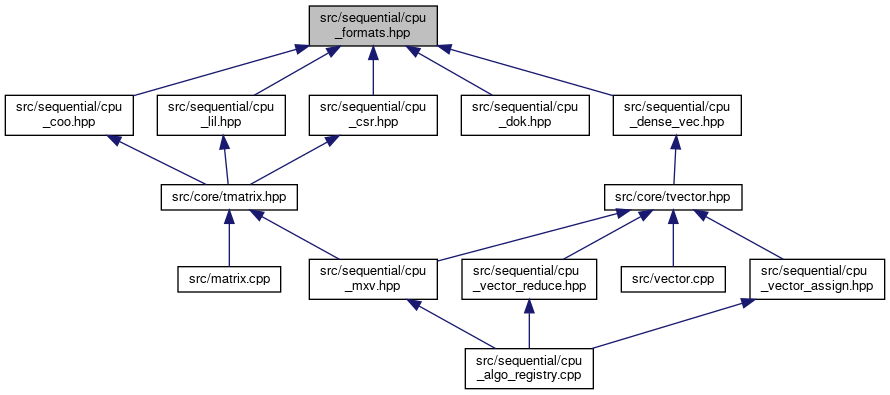 src/sequential/cpu
_formats.hpp
src/sequential/cpu
_coo.hpp
src/sequential/cpu
_lil.hpp
src/sequential/cpu
_csr.hpp
src/sequential/cpu
_dok.hpp
src/sequential/cpu
_dense_vec.hpp
src/core/tmatrix.hpp
src/core/tvector.hpp
src/matrix.cpp
src/sequential/cpu
_mxv.hpp
src/sequential/cpu
_vector_reduce.hpp
src/vector.cpp
src/sequential/cpu
_vector_assign.hpp
src/sequential/cpu
_algo_registry.cpp